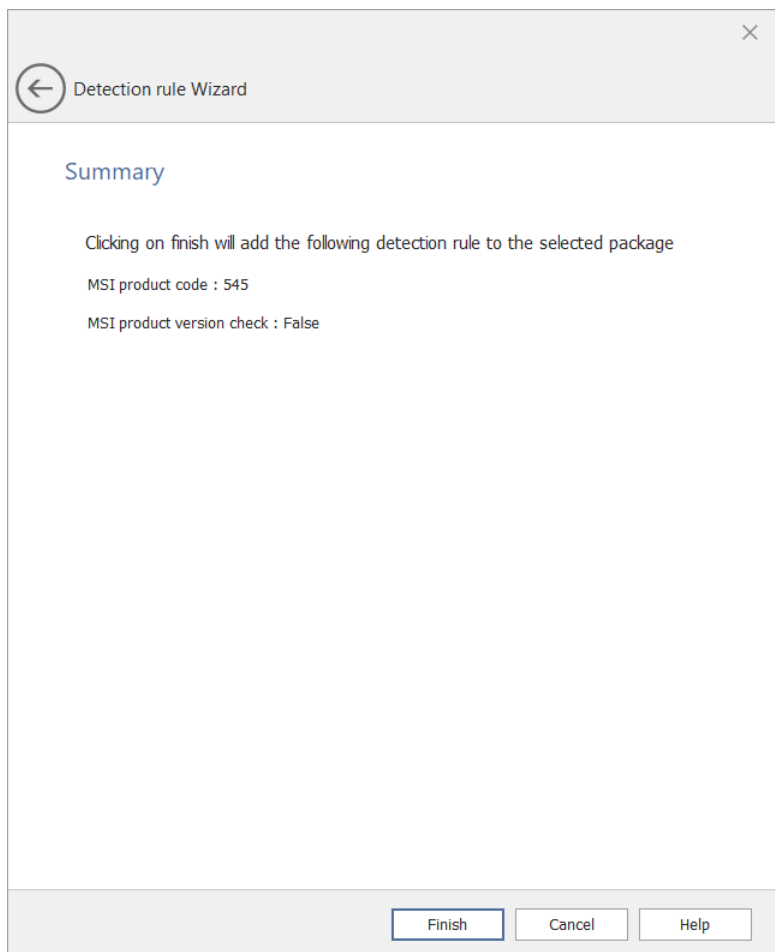 Detection rule Wizard
Summary
Clicking on finish will add the following detection rule to the selected package
MSI product code : 545
MSI product version check : False
Finish Cancel Help